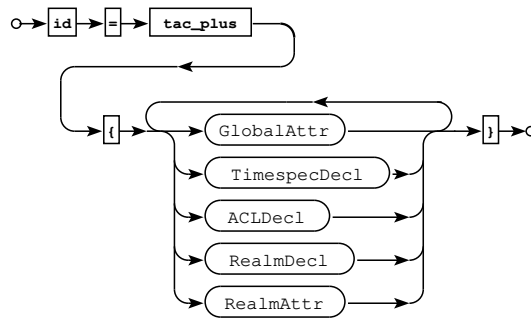 id = tac_plus
{ GlobalAttr }
TimespecDecl
ACLDecl
RealmDecl
RealmAttr